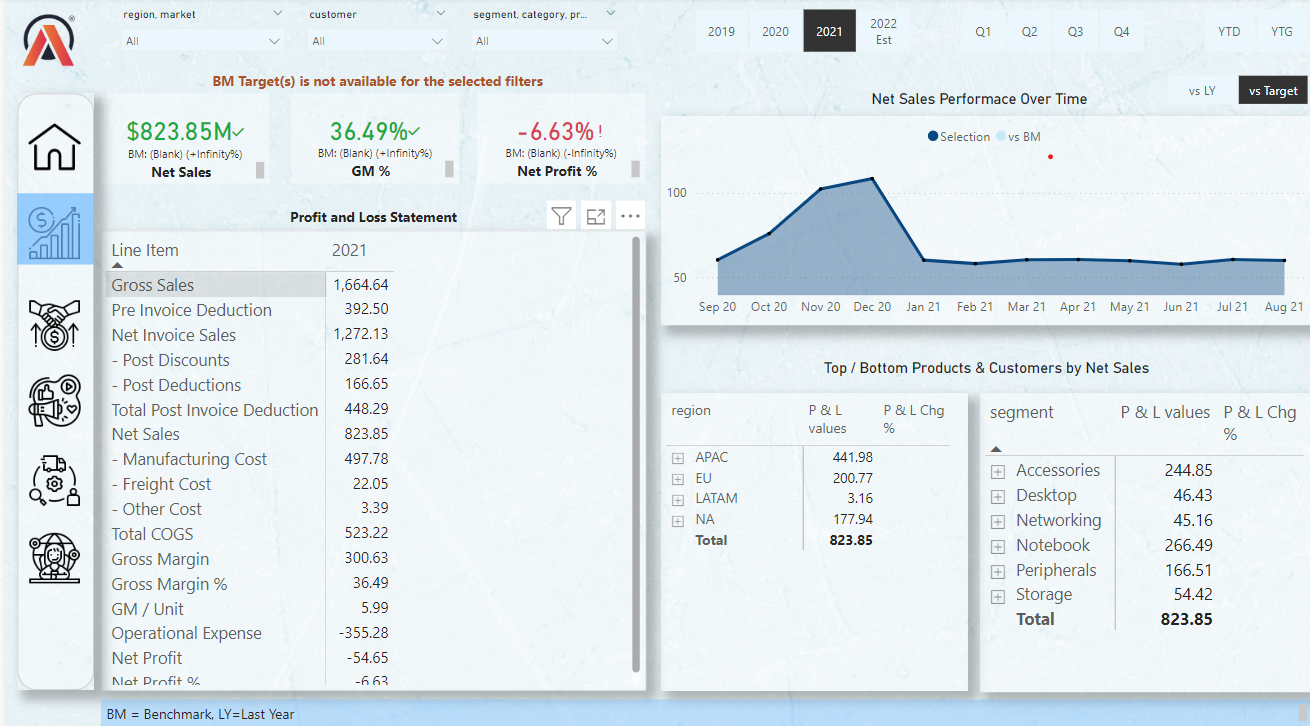 region, market
customer
segment, category, pr...
All
All
All
2019
2020
2021
2022
Est
Q1
Q2
Q3
Q4
YTD
YTG
BM Target(s) is not available for the selected filters
vs LY
vs Target
$823.85M
BM: (Blank) (+Infinity%)
Net Sales
36.49%
BM: (Blank) (+Infinity%)
GM %
-6.63%!
BM: (Blank) (-Infinity%)
Net Profit %
Net Sales Performace Over Time
Selection vs BM
100
50
Sep 20 Oct 20 Nov 20 Dec 20 Jan 21 Feb 21 Mar 21 Apr 21 May 21 Jun 21 Jul 21 Aug 21
Profit and Loss Statement
Line Item 2021
Gross Sales 1,664.64
Pre Invoice Deduction 392.50
Net Invoice Sales 1,272.13
- Post Discounts 281.64
- Post Deductions 166.65
Total Post Invoice Deduction 448.29
Net Sales 823.85
- Manufacturing Cost 497.78
- Freight Cost 22.05
- Other Cost 3.39
Total COGS 523.22
Gross Margin 300.63
Gross Margin % 36.49
GM / Unit 5.99
Operational Expense -355.28
Net Profit -54.65
Net Profit % -6.63
Top / Bottom Products & Customers by Net Sales
region P & L values P & L Chg %
APAC 441.98
EU 200.77
LATAM 3.16
NA 177.94
Total 823.85
segment P & L values P & L Chg %
Accessories 244.85
Desktop 46.43
Networking 45.16
Notebook 266.49
Peripherals 166.51
Storage 54.42
Total 823.85
BM = Benchmark, LY=Last Year